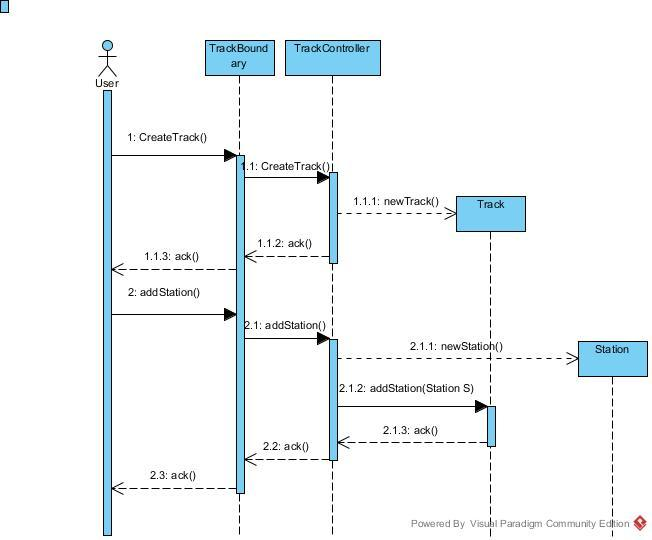 TrackBound
ary
TrackController
User
1: CreateTrack()
1.1: CreateTrack()
1.1.1: newTrack()
Track
1.1.2: ack()
1.1.3: ack()
2: addStation()
2.1: addStation()
2.1.1: newStation()
Station
2.1.2: addStation(Station S)
2.1.3: ack()
2.2: ack()
2.3: ack()
Powered By Visual Paradigm Community Edition